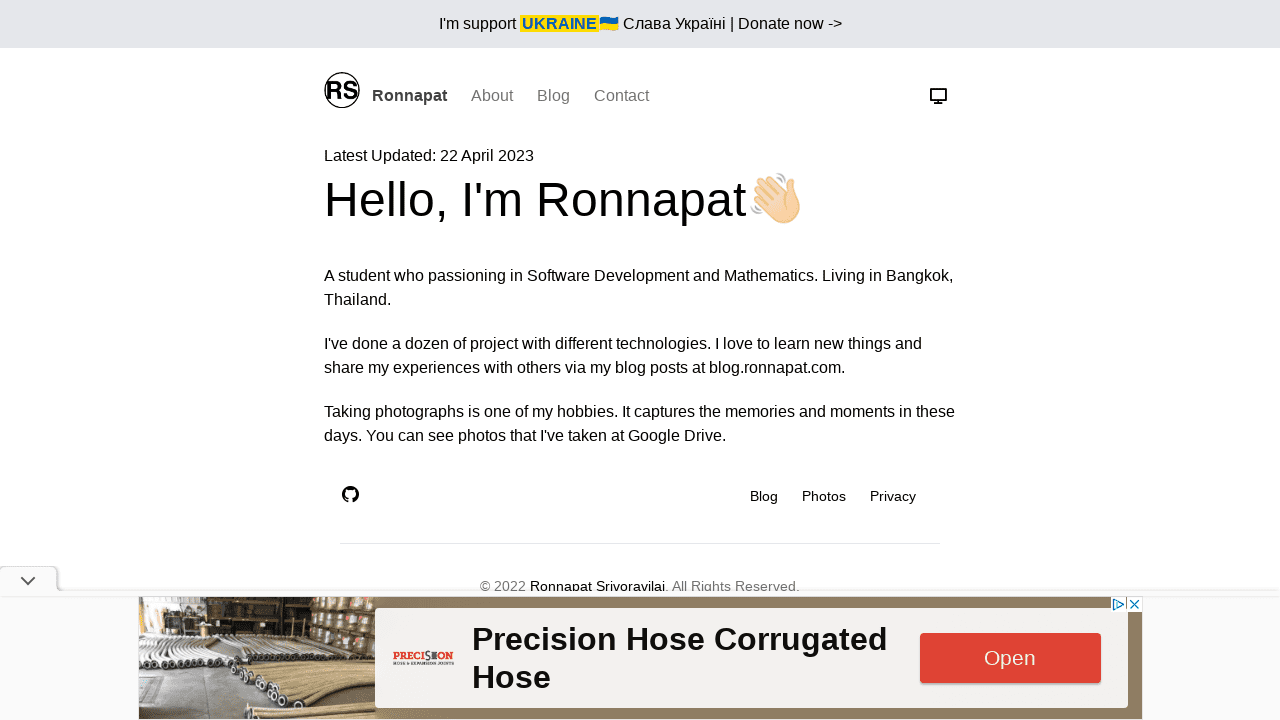 I'm support UKRAINE🇺🇦 Слава Україні | Donate now ->
RS Ronnapat About Blog Contact
Latest Updated: 22 April 2023
Hello, I'm Ronnapat👋🏻
A student who passioning in Software Development and Mathematics. Living in Bangkok,
Thailand.
I've done a dozen of project with different technologies. I love to learn new things and
share my experiences with others via my blog posts at blog.ronnapat.com.
Taking photographs is one of my hobbies. It captures the memories and moments in these
days. You can see photos that I've taken at Google Drive.
Blog Photos Privacy
© 2022 Ronnapat Srivoravilai. All Rights Reserved.
PRECISION
HOSE & EXPANSION JOINTS
Precision Hose Corrugated
Hose
Open